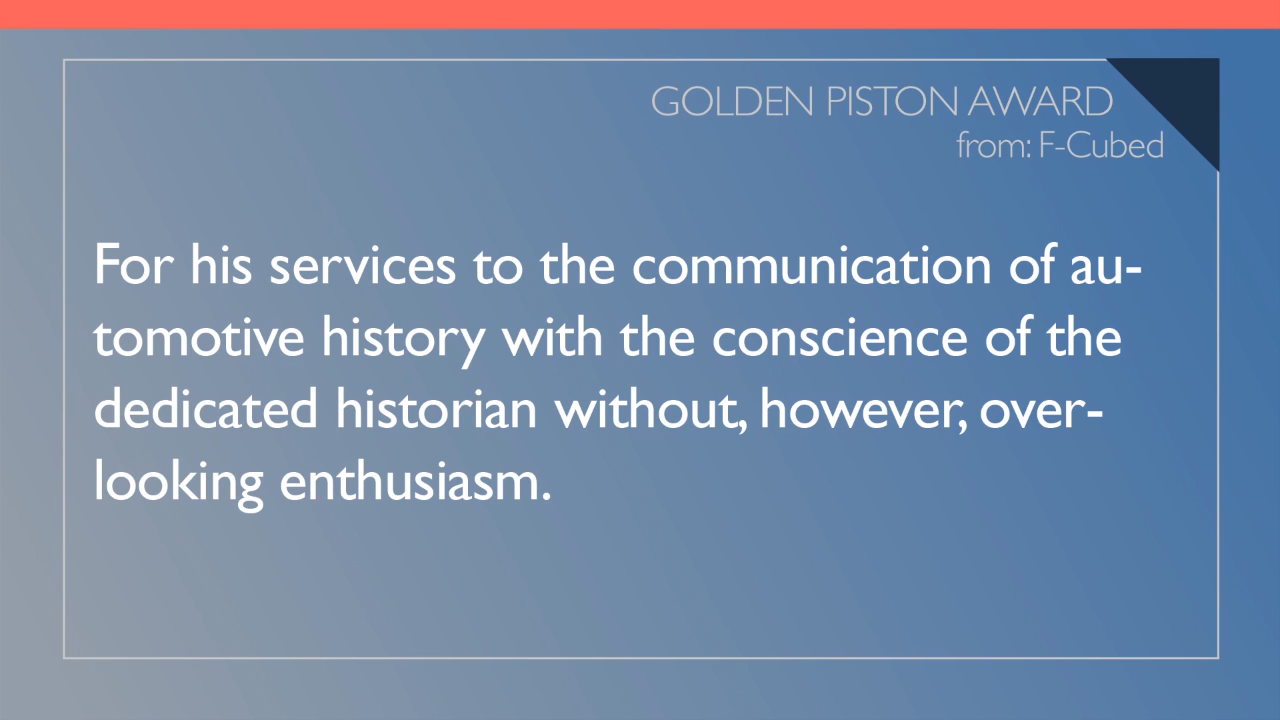 GOLDEN PISTON AWARD
from: F-Cubed
For his services to the communication of au-
tomotive history with the conscience of the
dedicated historian without, however, over-
looking enthusiasm.